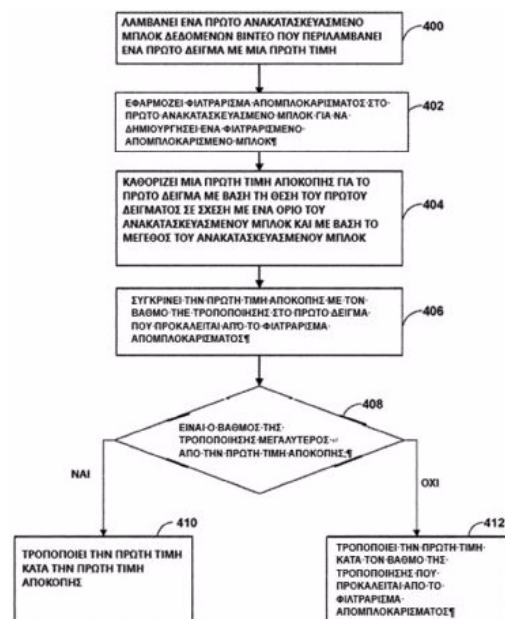 ΛΑΜΒΑΝΕΙ ΕΝΑ ΠΡΩΤΟ ΑΝΑΚΑΤΑΣΚΕΥΑΣΜΕΝΟ
ΜΠΛΟΚ ΔΕΔΟΜΕΝΩΝ ΒΙΝΤΕΟ ΠΟΥ ΠΕΡΙΛΑΜΒΑΝΕΙ
ΕΝΑ ΠΡΩΤΟ ΔΕΙΓΜΑ ΜΕ ΜΙΑ ΠΡΩΤΗ ΤΙΜΗ
400
ΕΦΑΡΜΟΖΕΙ·ΦΙΛΤΡΑΡΙΣΜΑ·ΑΠΟΜΠΛΟΚΑΡΙΣΜΑΤΟΣ·ΣΤΟ
ΠΡΩΤΟ·ΑΝΑΚΑΤΑΣΚΕΥΑΣΜΕΝΟ·ΜΠΛΟΚ·ΓΙΑ·ΝΑ·
ΔΗΜΙΟΥΡΓΗΣΕΙ·ΕΝΑ·ΦΙΛΤΡΑΡΙΣΜΕΝΟ·
ΑΠΟΜΠΛΟΚΑΡΙΣΜΕΝΟ·ΜΠΛΟΚ¶
402
ΚΑΘΟΡΙΖΕΙ ΜΙΑ ΠΡΩΤΗ ΤΙΜΗ ΑΠΟΚΟΠΗΣ ΓΙΑ ΤΟ
ΠΡΩΤΟ ΔΕΙΓΜΑ ΜΕ ΒΑΣΗ ΤΗ ΘΕΣΗ ΤΟΥ ΠΡΩΤΟΥ
ΔΕΙΓΜΑΤΟΣ ΣΕ ΣΧΕΣΗ ΜΕ ΕΝΑ ΟΡΙΟ ΤΟΥ
ΑΝΑΚΑΤΑΣΚΕΥΑΣΜΕΝΟΥ ΜΠΛΟΚ ΚΑΙ ΜΕ ΒΑΣΗ ΤΟ
ΜΕΓΕΘΟΣ ΤΟΥ ΑΝΑΚΑΤΑΣΚΕΥΑΣΜΕΝΟΥ ΜΠΛΟΚ
404
ΣΥΓΚΡΙΝΕΙ·ΤΗΝ·ΠΡΩΤΗ·ΤΙΜΗ·ΑΠΟΚΟΠΗΣ·ΜΕ·ΤΟΝ·
ΒΑΘΜΟ·ΤΗΕ·ΤΡΟΠΟΠΟΙΗΣΗΣ·ΣΤΟ·ΠΡΩΤΟ·ΔΕΙΓΜΑ·
ΠΟΥ·ΠΡΟΚΑΛΕΙΤΑΙ·ΑΠΌ·ΤΟ·ΦΙΛΤΡΑΡΙΣΜΑ·
ΑΠΟΜΠΛΟΚΑΡΙΣΜΑΤΟΣ¶
406
408
ΕΙΝΑΙ·Ο·ΒΑΘΜΟΣ·ΤΗΣ·
ΤΡΟΠΟΠΟΙΗΣΗΣ·ΜΕΓΑΛΥΤΕΡΟΣ·↵
ΑΠΟ·ΤΗΝ·ΠΡΩΤΗ·ΤΙΜΗ·ΑΠΟΚΟΠΗΣ;¶
ΝΑΙ
ΟΧΙ
410
ΤΡΟΠΟΠΟΙΕΙ ΤΗΝ ΠΡΩΤΗ ΤΙΜΗ
ΚΑΤΑ ΤΗΝ ΠΡΩΤΗ ΤΙΜΗ
ΑΠΟΚΟΠΗΣ
412
ΤΡΟΠΟΠΟΙΕΙ·ΤΗΝ·ΠΡΩΤΗ·ΤΙΜΗ·
ΚΑΤΑ·ΤΟΝ·ΒΑΘΜΟ·ΤΗΣ·
ΤΡΟΠΟΠΟΙΗΣΗΣ·ΠΟΥ·
ΠΡΟΚΑΛΕΙΤΑΙ·ΑΠΟ·ΤΟ·
ΦΙΛΤΡΑΡΙΣΜΑ·
ΑΠΟΜΠΛΟΚΑΡΙΣΜΑΤΟΣ¶